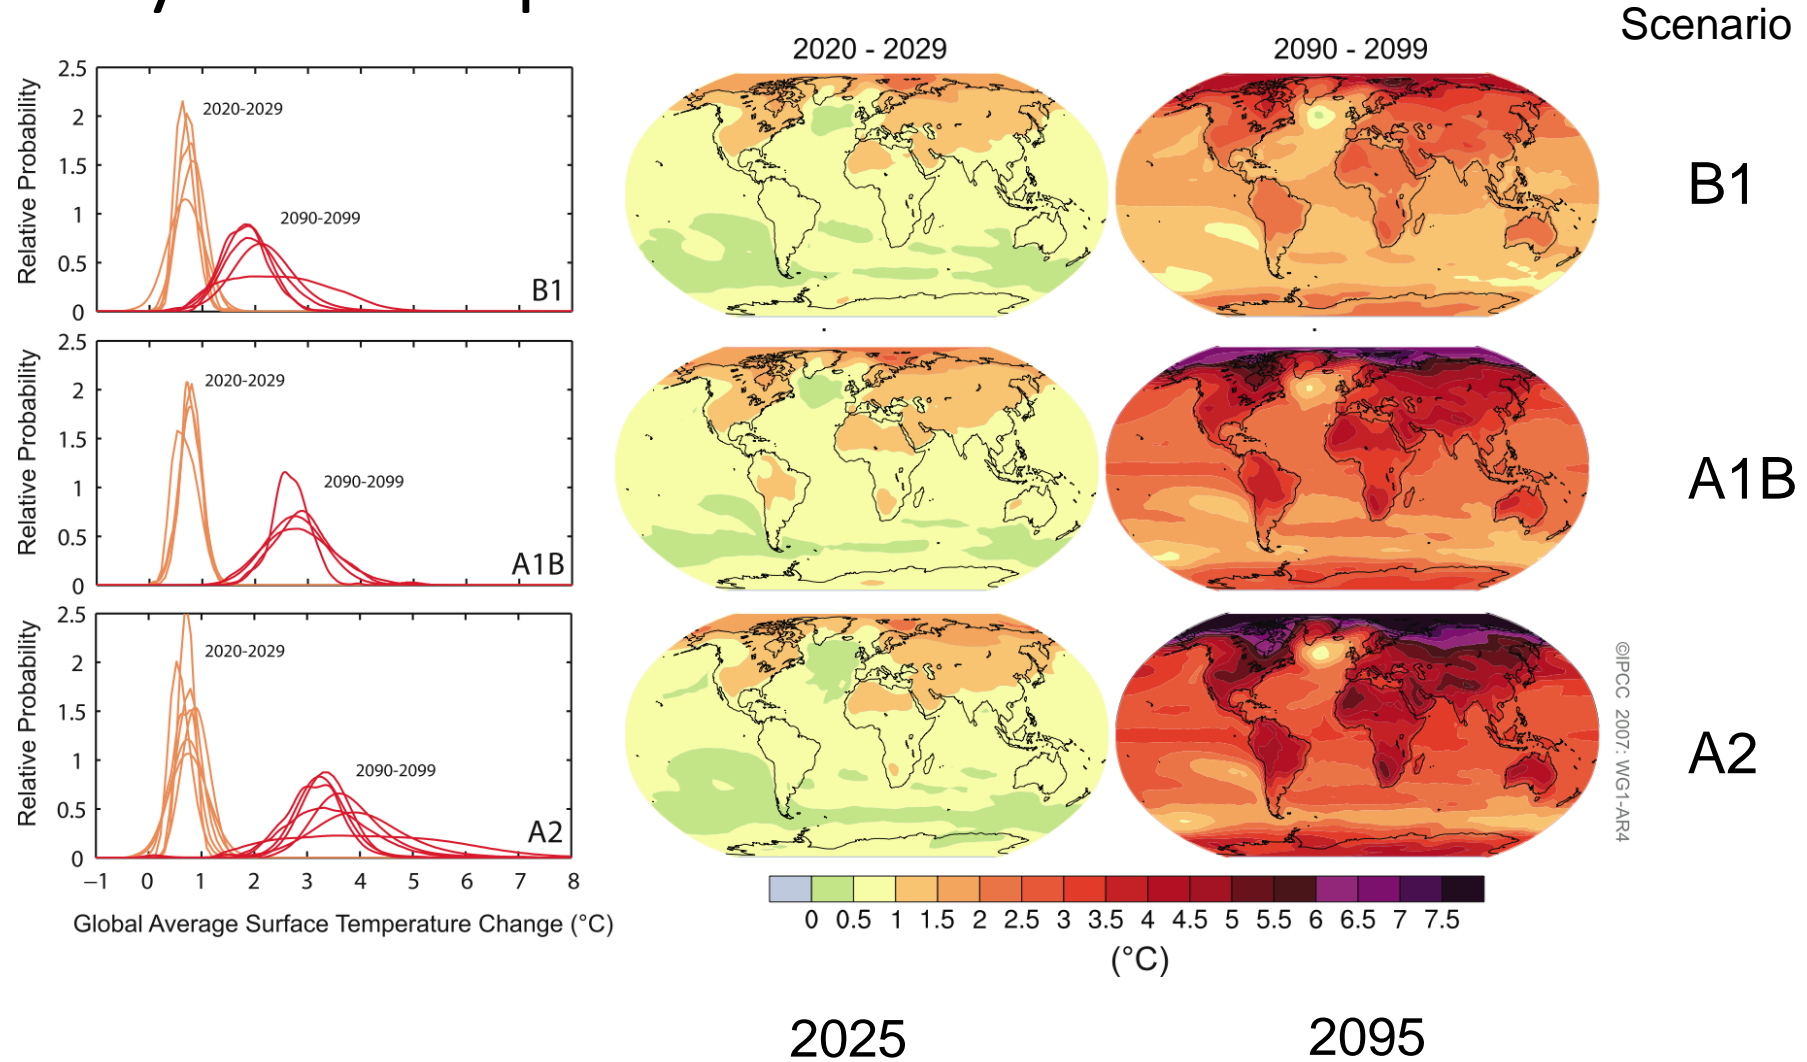 Scenario
2020 - 2029
2090 - 2099
2.5
2
1.5
1
0.5
0
Relative Probability
2020-2029
2090-2099
B1
B1
2.5
2
1.5
1
0.5
0
Relative Probability
2020-2029
2090-2099
A1B
A1B
2.5
2
1.5
1
0.5
0
Relative Probability
2020-2029
2090-2099
A2
A2
−1 0 1 2 3 4 5 6 7 8
Global Average Surface Temperature Change (°C)
0 0.5 1 1.5 2 2.5 3 3.5 4 4.5 5 5.5 6 6.5 7 7.5
(°C)
©IPCC 2007: WG1-AR4
2025
2095